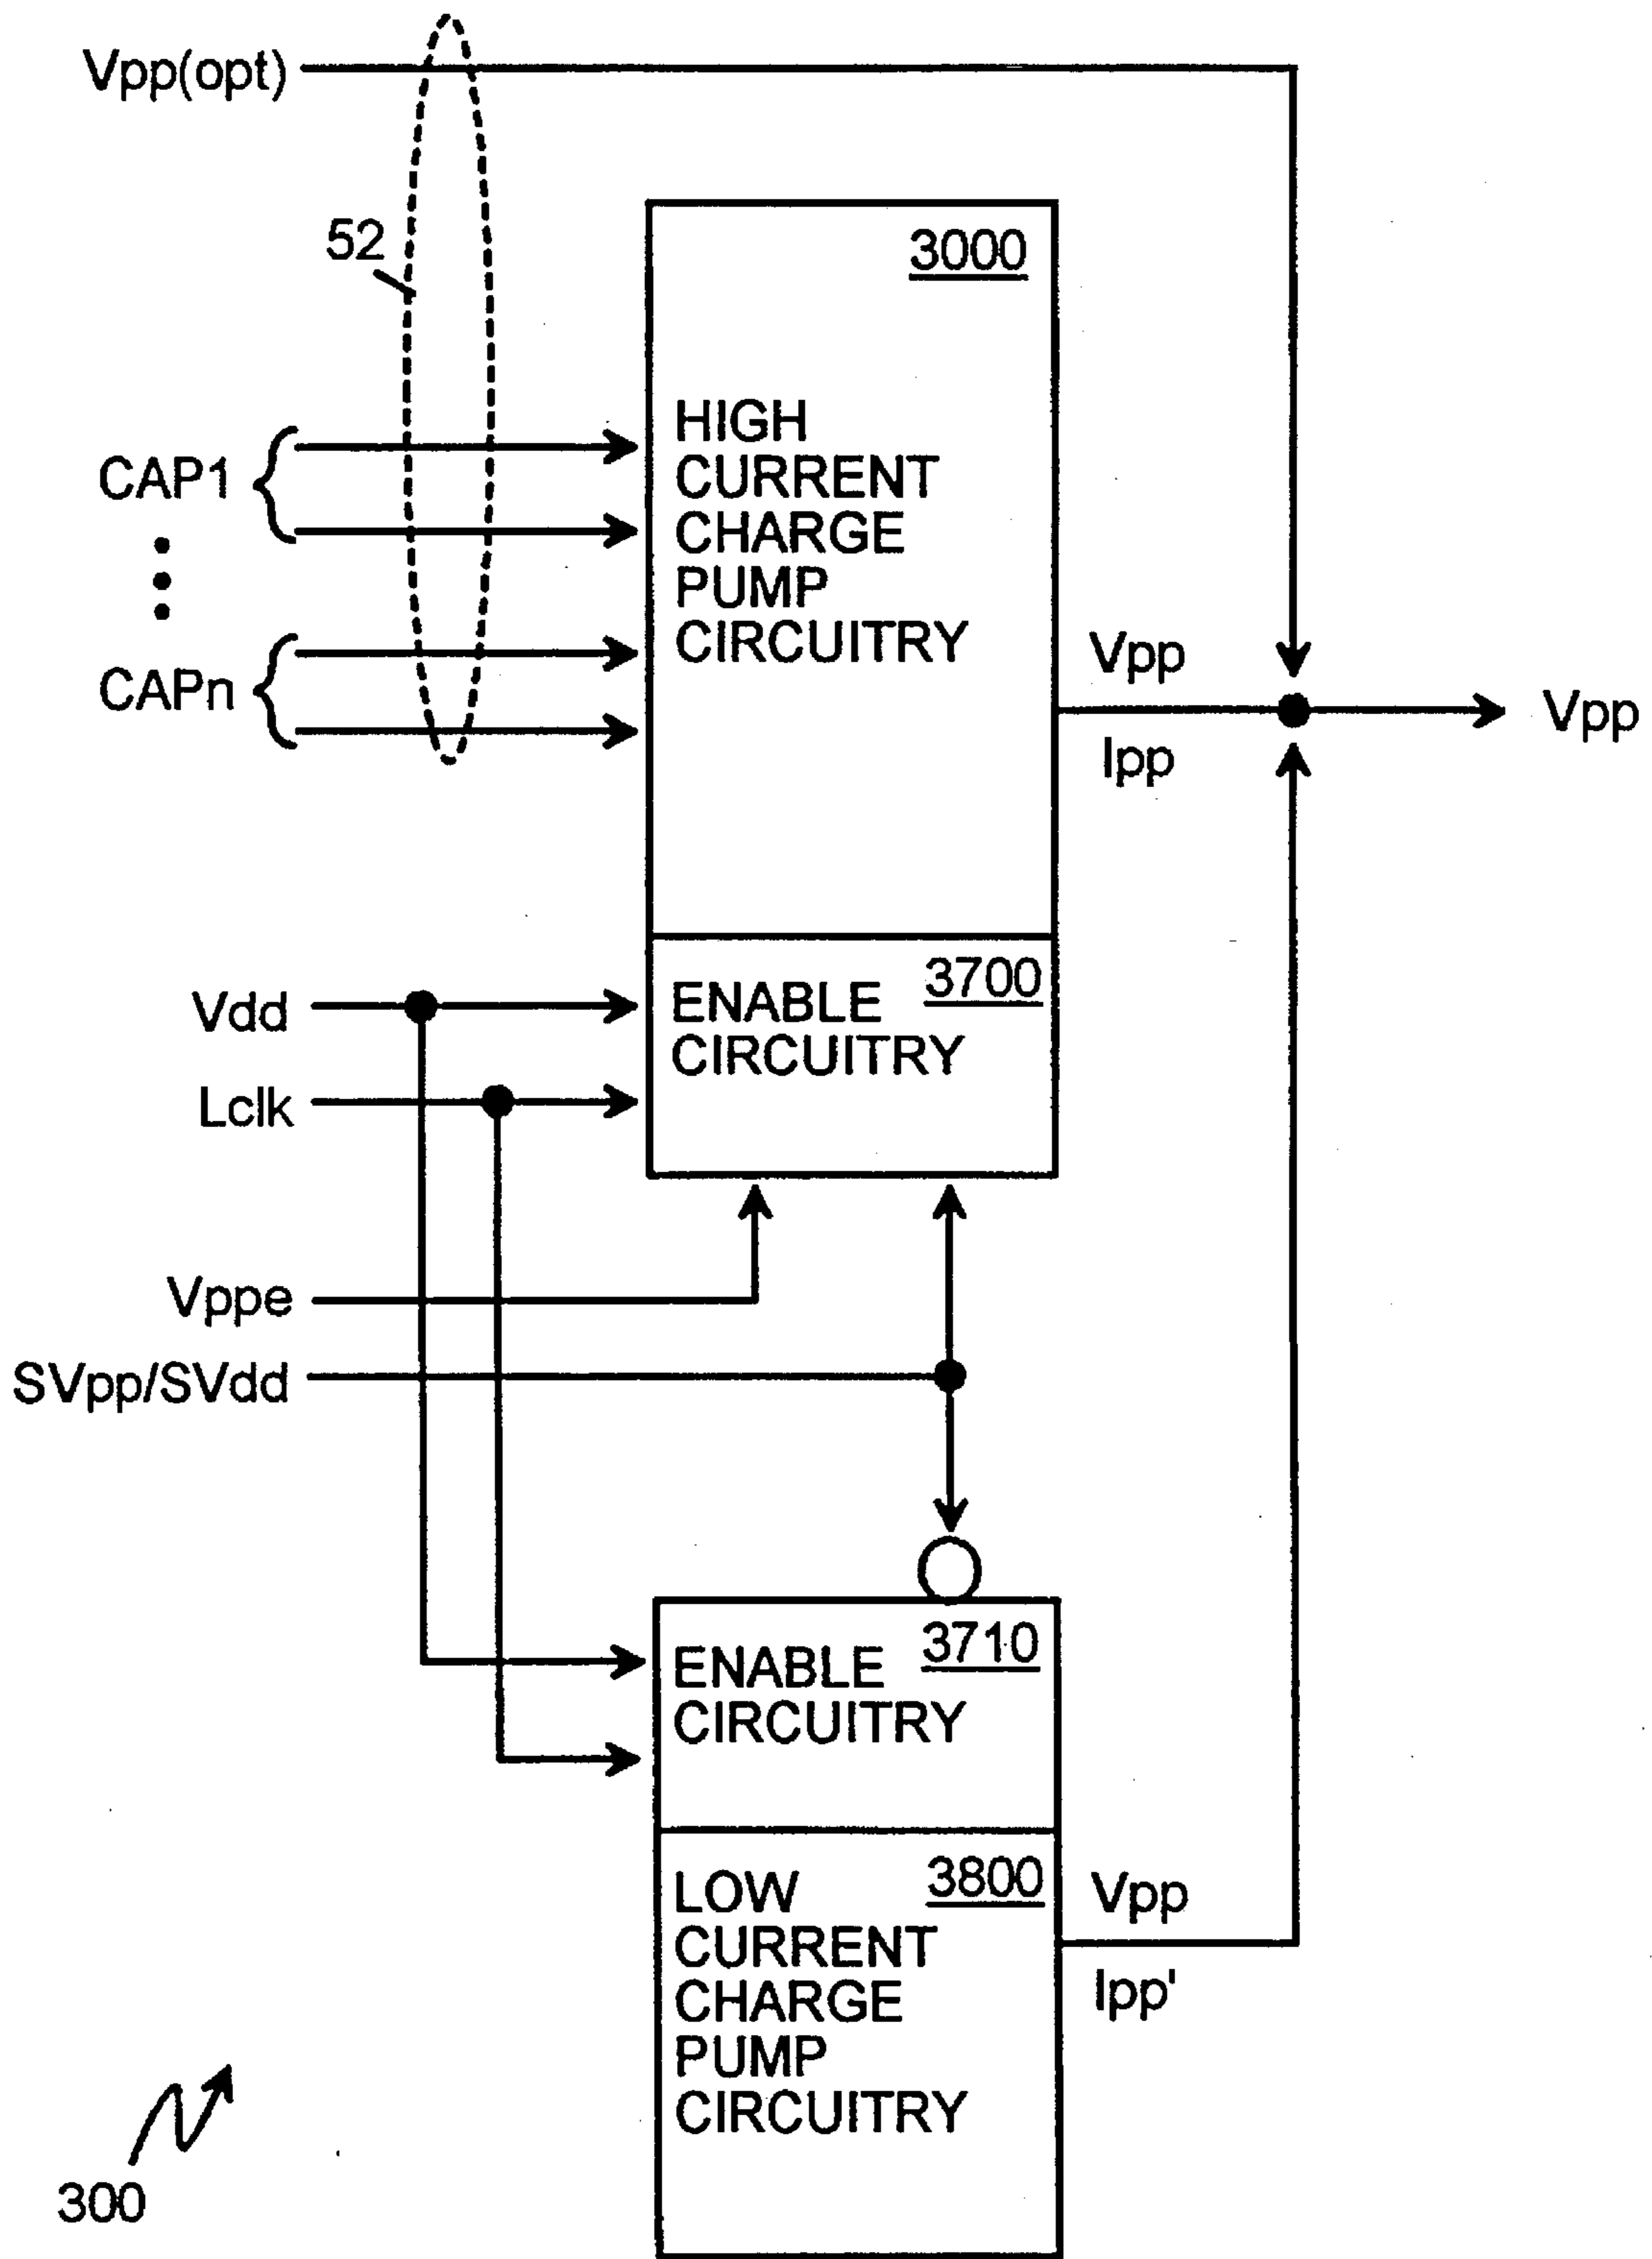 Vpp(opt)
52
3000
HIGH
CURRENT
CHARGE
PUMP
CIRCUITRY
CAP1
CAPn
Vpp
Ipp
Vpp
3700
ENABLE
CIRCUITRY
Vdd
Lclk
Vppe
SVpp/SVdd
3710
ENABLE
CIRCUITRY
3800
LOW
CURRENT
CHARGE
PUMP
CIRCUITRY
Vpp
Ipp'
300